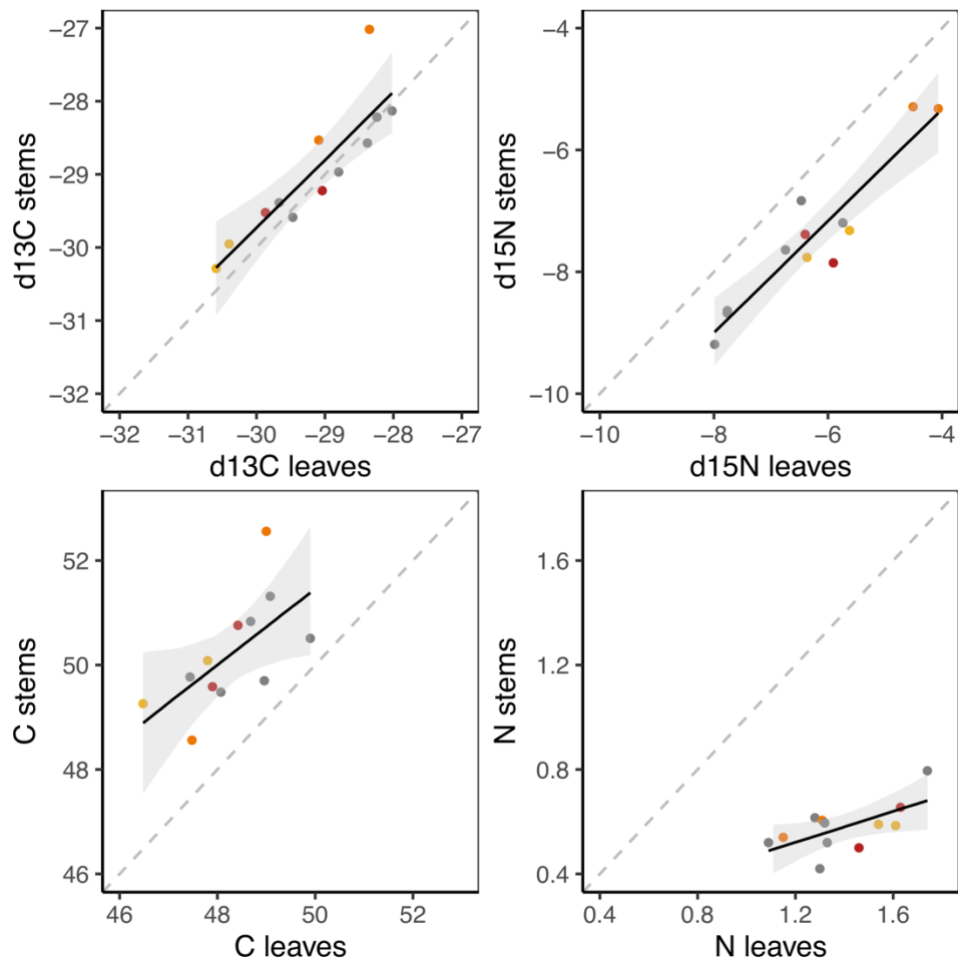 d13C stems
−27
−28
−29
−30
−31
−32
−32 −31 −30 −29 −28 −27
d13C leaves
d15N stems
−4
−6
−8
−10
−10 −8 −6 −4
d15N leaves
C stems
52
50
48
46
46 48 50 52
C leaves
N stems
1.6
1.2
0.8
0.4
0.4 0.8 1.2 1.6
N leaves